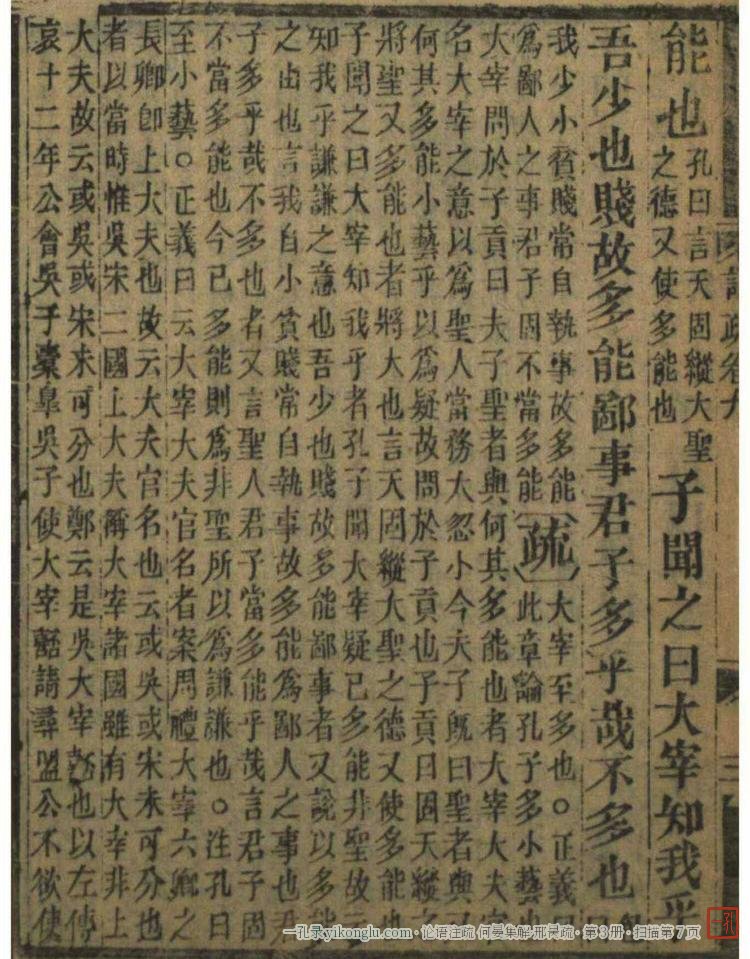 語疏卷九
能也孔曰言天固縱大聖
之德又使多能也
子聞之曰大宰知我乎
吾少也賤故多能鄙事君子多乎哉不多也
我少小貧賤常自執事故多能
爲鄙人之事君子固不當多能
疏
大宰至多也○正義曰
此章論孔子多小藝也
大宰問於子貢曰夫子聖者與何其多能也者大宰大夫官
名大宰之意以爲聖人當務大忽小今夫子旣曰聖者與又
何其多能小藝乎以爲疑故問於子貢也子貢曰固天縱之
將聖又多能也者將大也言天固縱大聖之德又使多能也
子聞之曰大宰知我乎者孔子聞大宰疑己多能非聖故云
知我乎謙謙之意也吾少也賤故多能鄙事者又說以多能
之由也言我自小貧賤常自執事故多能爲鄙人之事也君
子多乎哉不多也者又言聖人君子當多能乎哉言君子固
不當多能也今己多能則爲非聖所以爲謙謙也○注孔曰
至小藝○正義曰云大宰大夫官名者案周禮大宰六卿之
長卿卽上大夫也故云大夫官名也云或吳或宋未可分也
者以當時惟吳宋二國上大夫稱大宰諸國雖有大宰非上
大夫故云或吳或宋未可分也鄭云是吳大宰嚭也以左傳
哀十二年公會吳子橐皐吳子使大宰嚭請尋盟公不欲使
一孔录yikonglu.com · 论语注疏 何晏集解 邢昺疏 · 第3册 · 扫描第7页